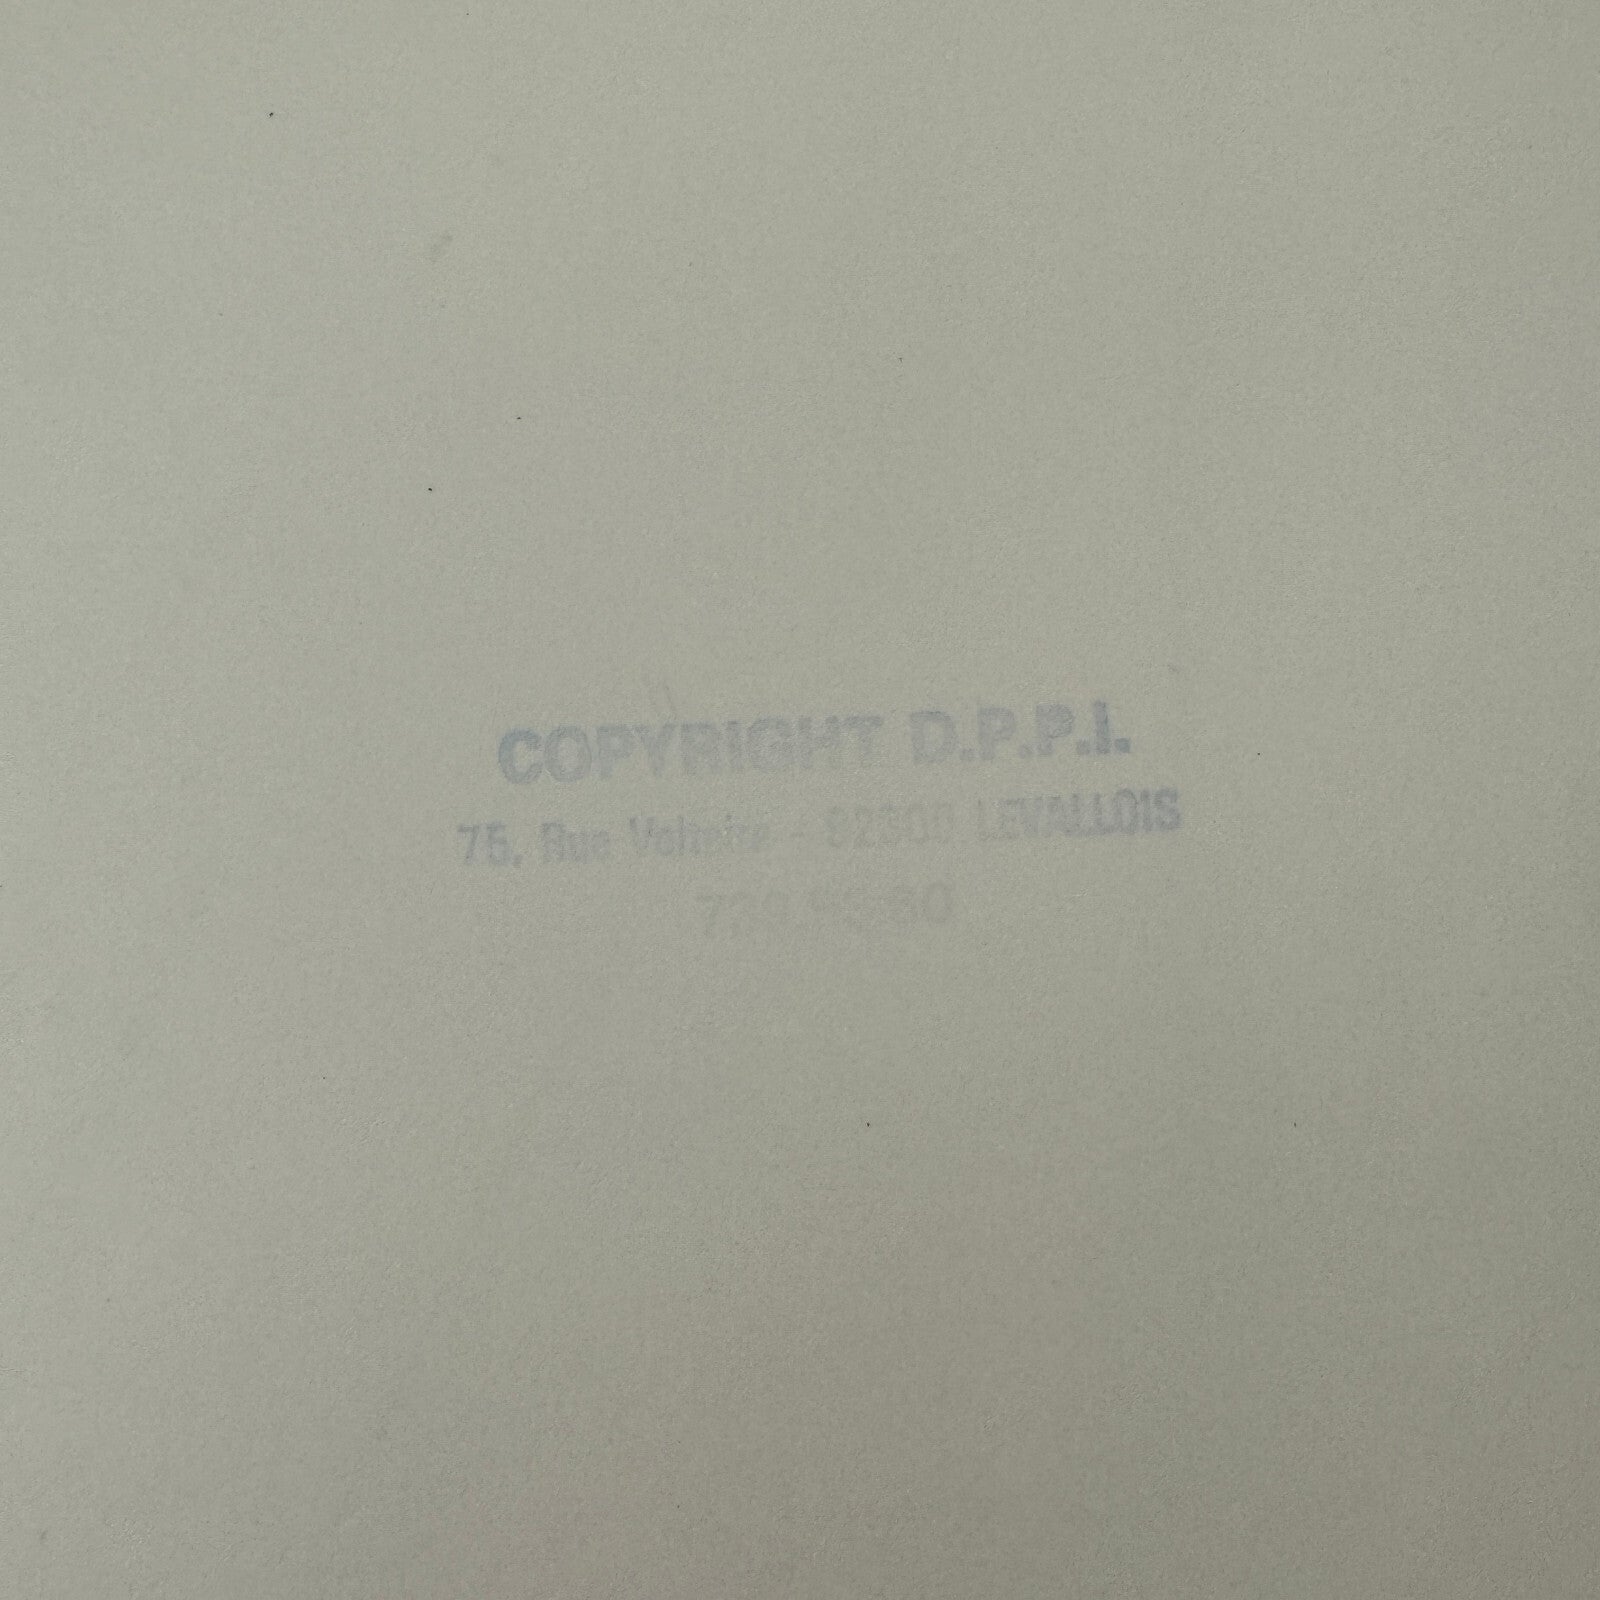 COPYRIGHT D.P.P.I.
75, Rue Voltaire - 92300 LEVALLOIS